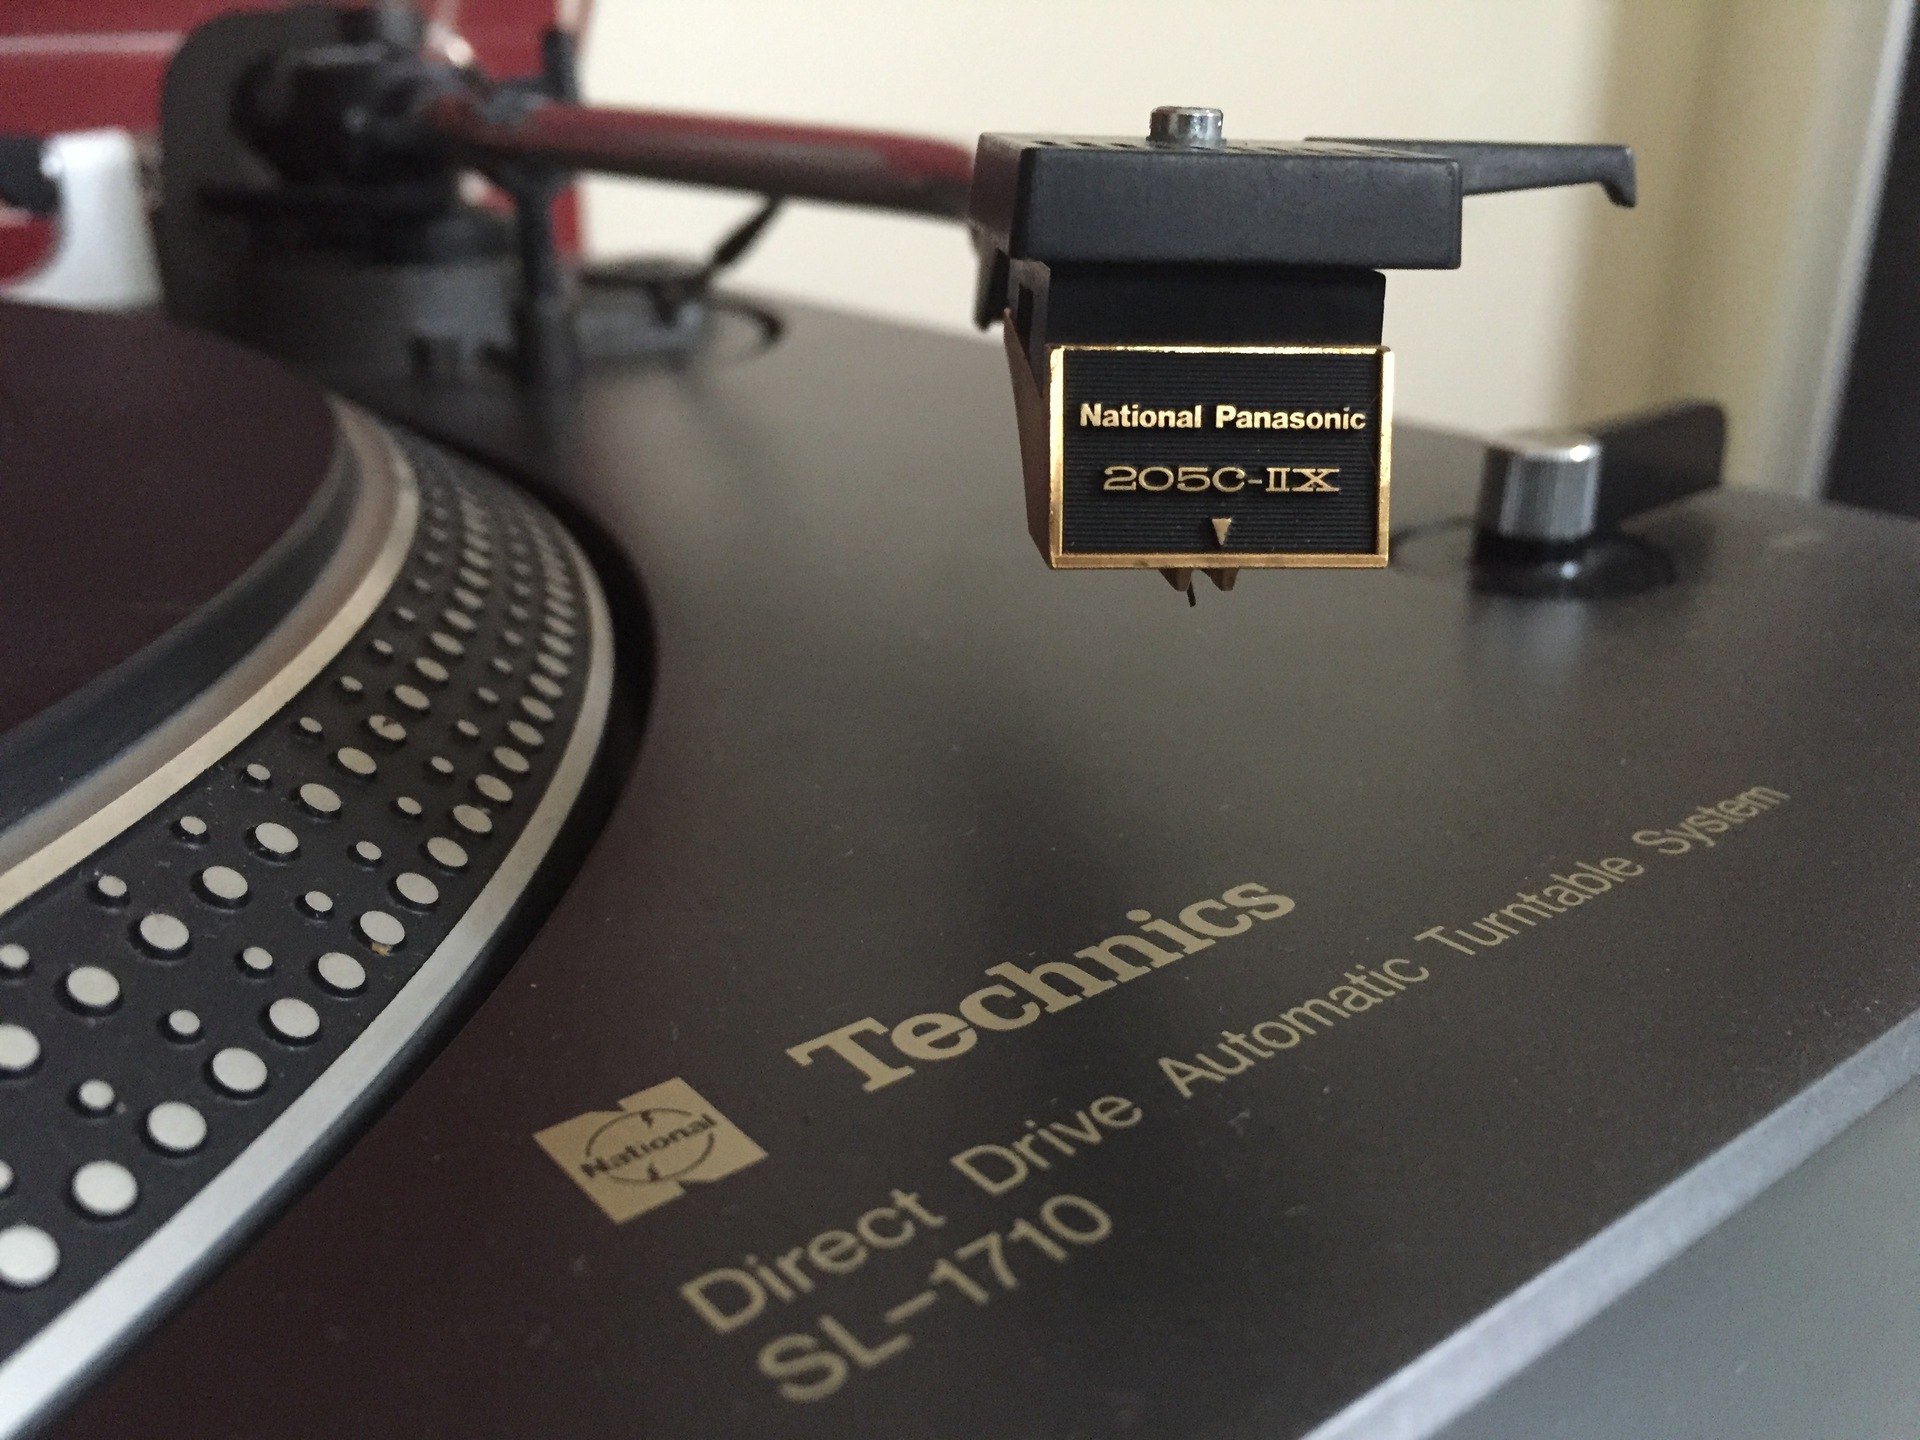 National Panasonic
205C-IIX
Technics
National
Direct Drive Automatic Turntable System
SL-1710